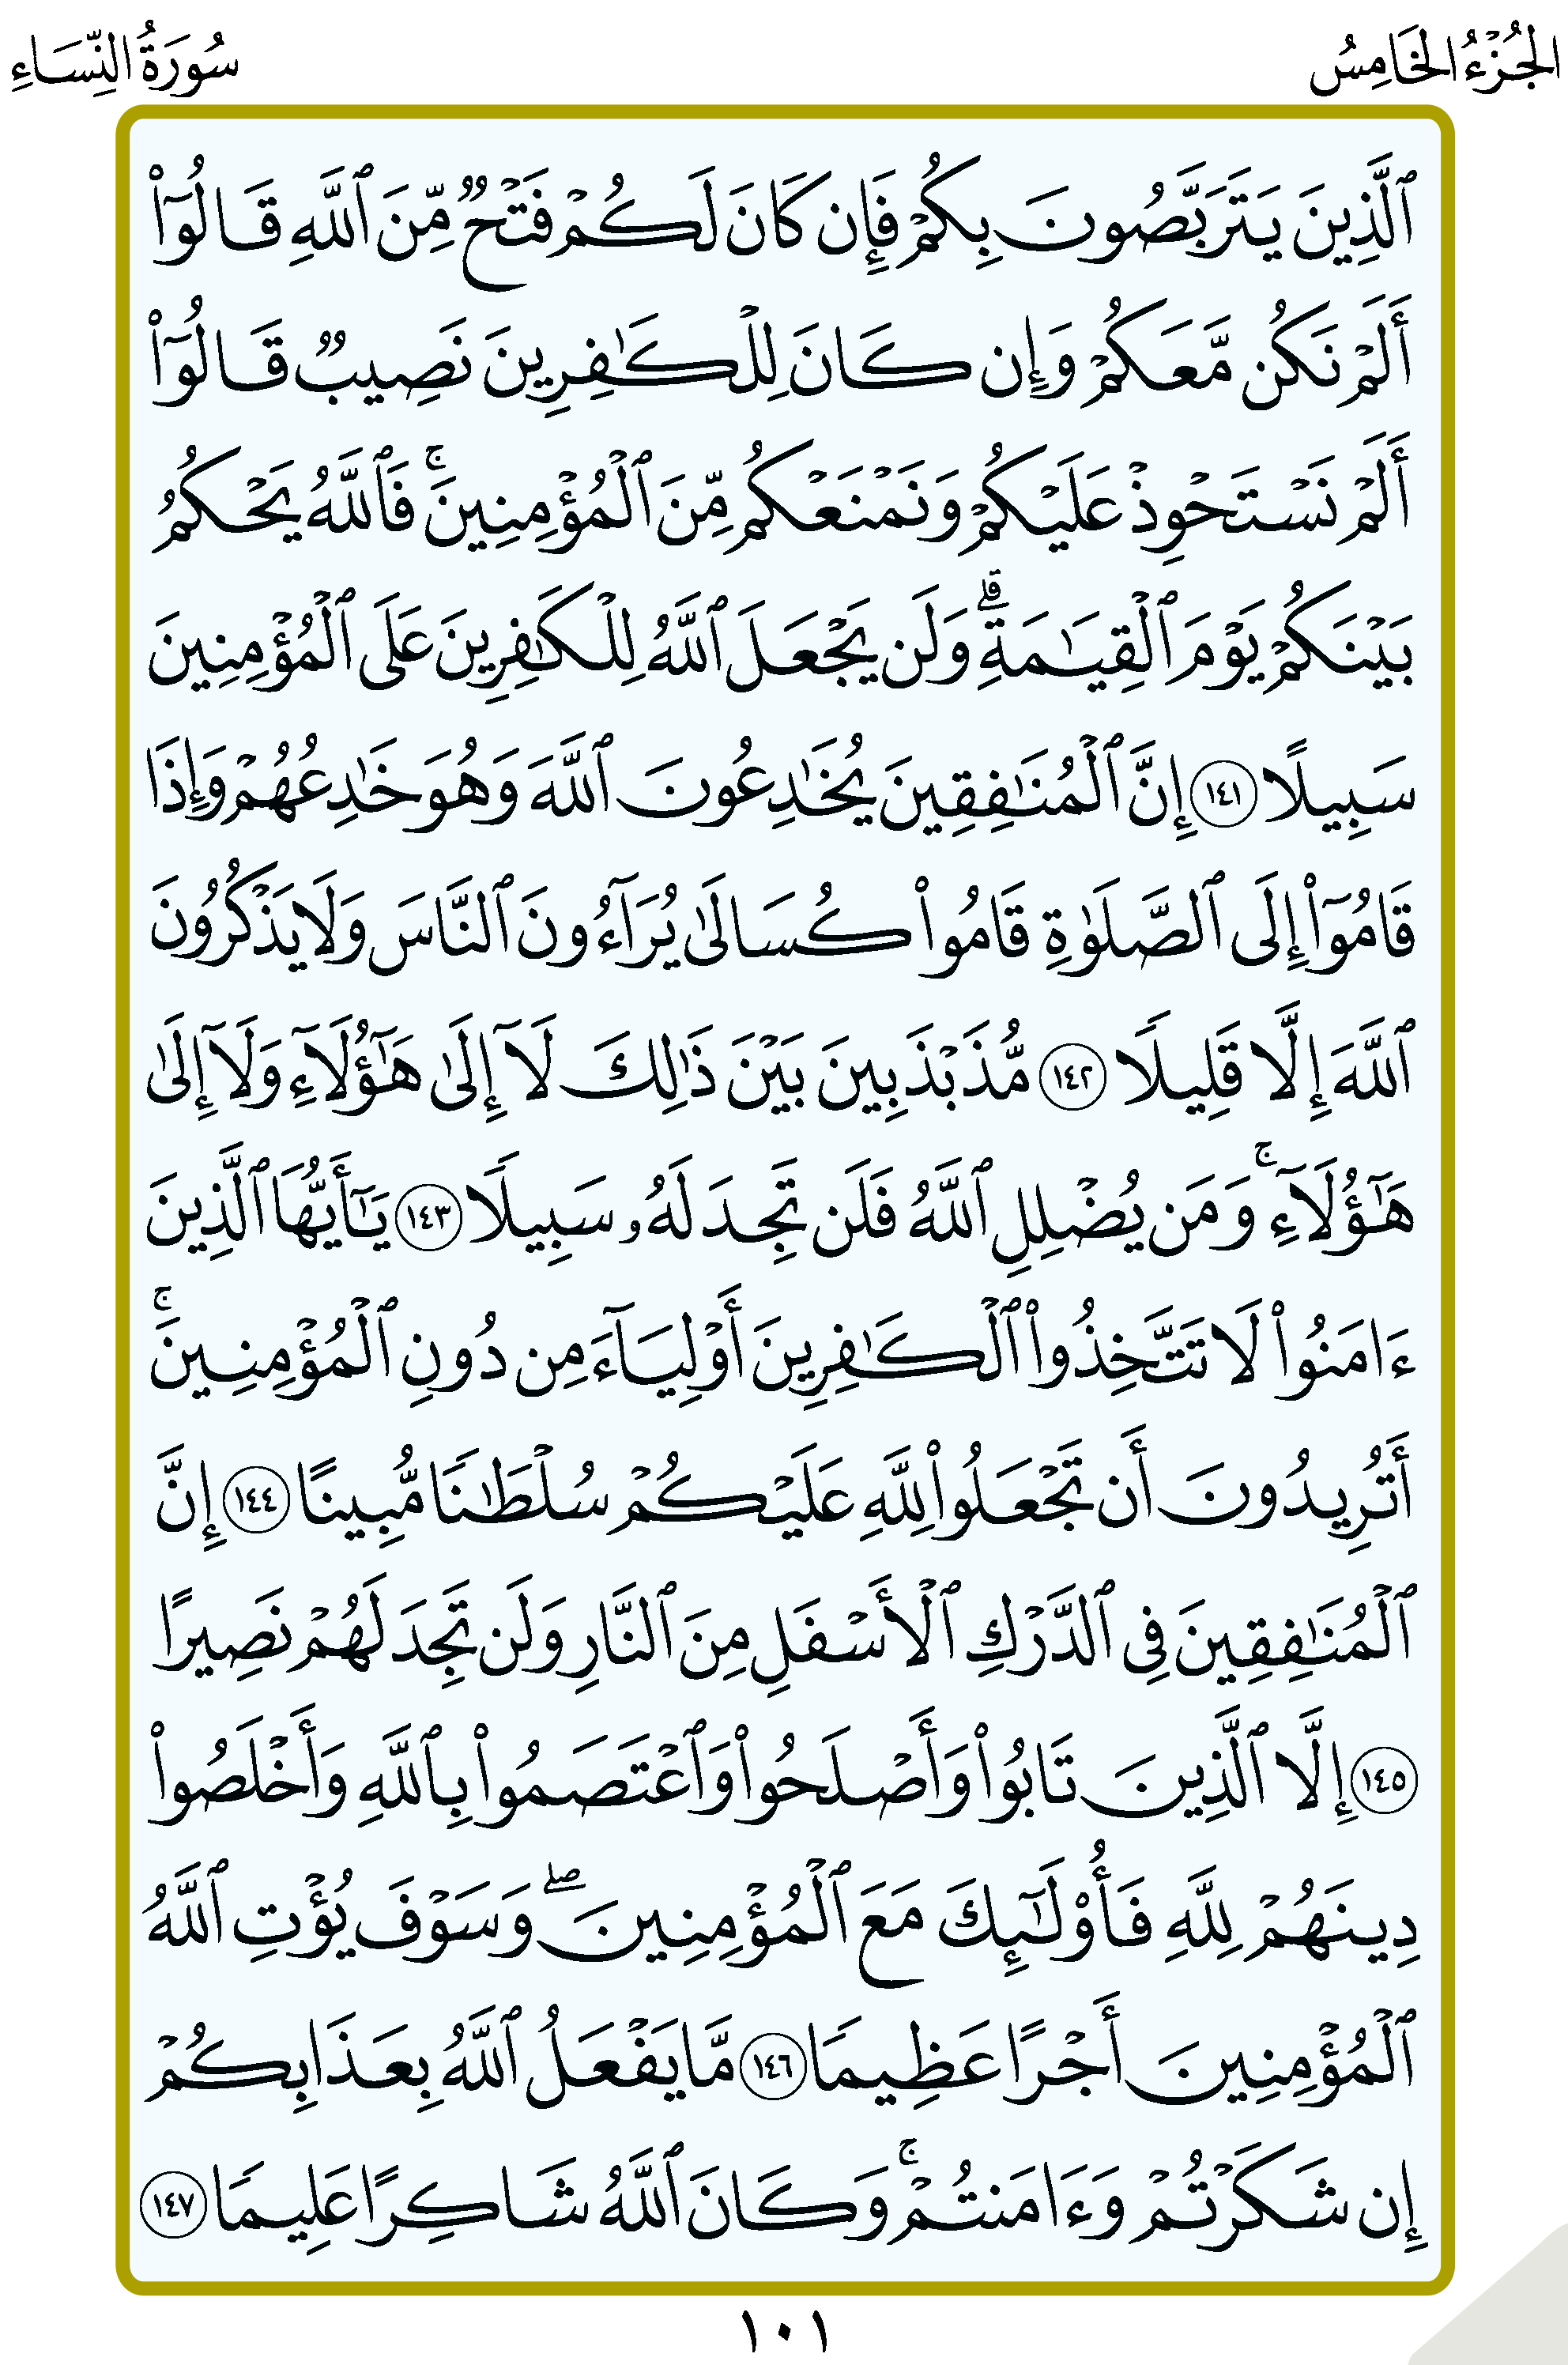 الجُزْءُ الخَامِسُ
سُورَةُ النِّسَاءِ
ٱلَّذِينَ يَتَرَبَّصُونَ بِكُمْ فَإِن كَانَ لَكُمْ فَتْحٌ مِّنَ ٱللَّهِ قَالُوٓا۟
أَلَمْ نَكُن مَّعَكُمْ وَإِن كَانَ لِلْكَٰفِرِينَ نَصِيبٌ قَالُوٓا۟
أَلَمْ نَسْتَحْوِذْ عَلَيْكُمْ وَنَمْنَعْكُم مِّنَ ٱلْمُؤْمِنِينَ ۚ فَٱللَّهُ يَحْكُمُ
بَيْنَكُمْ يَوْمَ ٱلْقِيَٰمَةِ ۗ وَلَن يَجْعَلَ ٱللَّهُ لِلْكَٰفِرِينَ عَلَى ٱلْمُؤْمِنِينَ
سَبِيلًا ١٤١ إِنَّ ٱلْمُنَٰفِقِينَ يُخَٰدِعُونَ ٱللَّهَ وَهُوَ خَٰدِعُهُمْ وَإِذَا
قَامُوٓا۟ إِلَى ٱلصَّلَوٰةِ قَامُوا۟ كُسَالَىٰ يُرَآءُونَ ٱلنَّاسَ وَلَا يَذْكُرُونَ
ٱللَّهَ إِلَّا قَلِيلًا ١٤٢ مُّذَبْذَبِينَ بَيْنَ ذَٰلِكَ لَآ إِلَىٰ هَٰٓؤُلَآءِ وَلَآ إِلَىٰ
هَٰٓؤُلَآءِ ۚ وَمَن يُضْلِلِ ٱللَّهُ فَلَن تَجِدَ لَهُۥ سَبِيلًا ١٤٣ يَٰٓأَيُّهَا ٱلَّذِينَ
ءَامَنُوا۟ لَا تَتَّخِذُوا۟ ٱلْكَٰفِرِينَ أَوْلِيَآءَ مِن دُونِ ٱلْمُؤْمِنِينَ ۚ
أَتُرِيدُونَ أَن تَجْعَلُوا۟ لِلَّهِ عَلَيْكُمْ سُلْطَٰنًا مُّبِينًا ١٤٤ إِنَّ
ٱلْمُنَٰفِقِينَ فِى ٱلدَّرْكِ ٱلْأَسْفَلِ مِنَ ٱلنَّارِ وَلَن تَجِدَ لَهُمْ نَصِيرًا
١٤٥ إِلَّا ٱلَّذِينَ تَابُوا۟ وَأَصْلَحُوا۟ وَٱعْتَصَمُوا۟ بِٱللَّهِ وَأَخْلَصُوا۟
دِينَهُمْ لِلَّهِ فَأُو۟لَٰٓئِكَ مَعَ ٱلْمُؤْمِنِينَ ۖ وَسَوْفَ يُؤْتِ ٱللَّهُ
ٱلْمُؤْمِنِينَ أَجْرًا عَظِيمًا ١٤٦ مَّا يَفْعَلُ ٱللَّهُ بِعَذَابِكُمْ
إِن شَكَرْتُمْ وَءَامَنتُمْ ۚ وَكَانَ ٱللَّهُ شَاكِرًا عَلِيمًا ١٤٧
١٠١